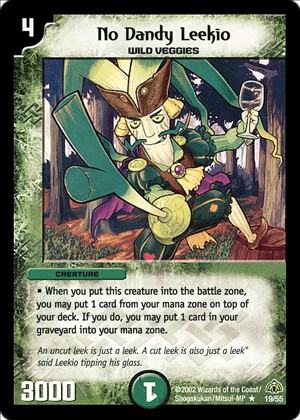 4
No Dandy Leekio
WILD VEGGIES
CREATURE
▪ When you put this creature into the battle zone,
you may put 1 card from your mana zone on top of
your deck. If you do, you may put 1 card in your
graveyard into your mana zone.
An uncut leek is just a leek. A cut leek is also just a leek"
said Leekio tipping his glass.
3000
1
©2002 Wizards of the Coast/
Shogakukan/Mitsui-MP ★ 19/55